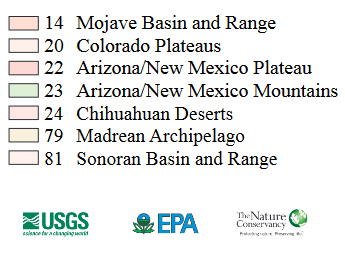 14 Mojave Basin and Range
20 Colorado Plateaus
22 Arizona/New Mexico Plateau
23 Arizona/New Mexico Mountains
24 Chihuahuan Deserts
79 Madrean Archipelago
81 Sonoran Basin and Range
USGS
science for a changing world
EPA
The Nature Conservancy
Protecting nature. Preserving life.